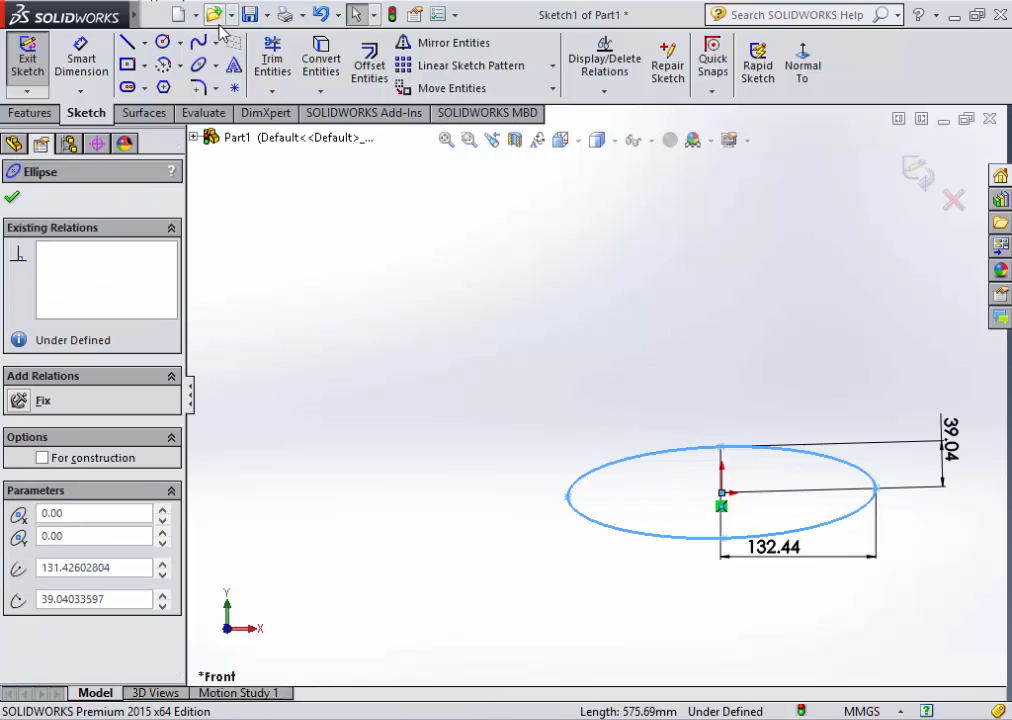 SOLIDWORKS
Sketch1 of Part1 *
Search SOLIDWORKS Help
Exit Sketch
Smart Dimension
Trim Entities
Convert Entities
Offset Entities
Mirror Entities
Linear Sketch Pattern
Move Entities
Display/Delete Relations
Repair Sketch
Quick Snaps
Rapid Sketch
Normal To
Features
Sketch
Surfaces
Evaluate
DimXpert
SOLIDWORKS Add-Ins
SOLIDWORKS MBD
Part1 (Default<<Default>_...
Ellipse
?
Existing Relations
Under Defined
Add Relations
Fix
Options
For construction
Parameters
0.00
0.00
131.42602804
39.04033597
39.04
132.44
Y
X
*Front
Model
3D Views
Motion Study 1
SOLIDWORKS Premium 2015 x64 Edition
Length: 575.69mm
Under Defined
MMGS
?